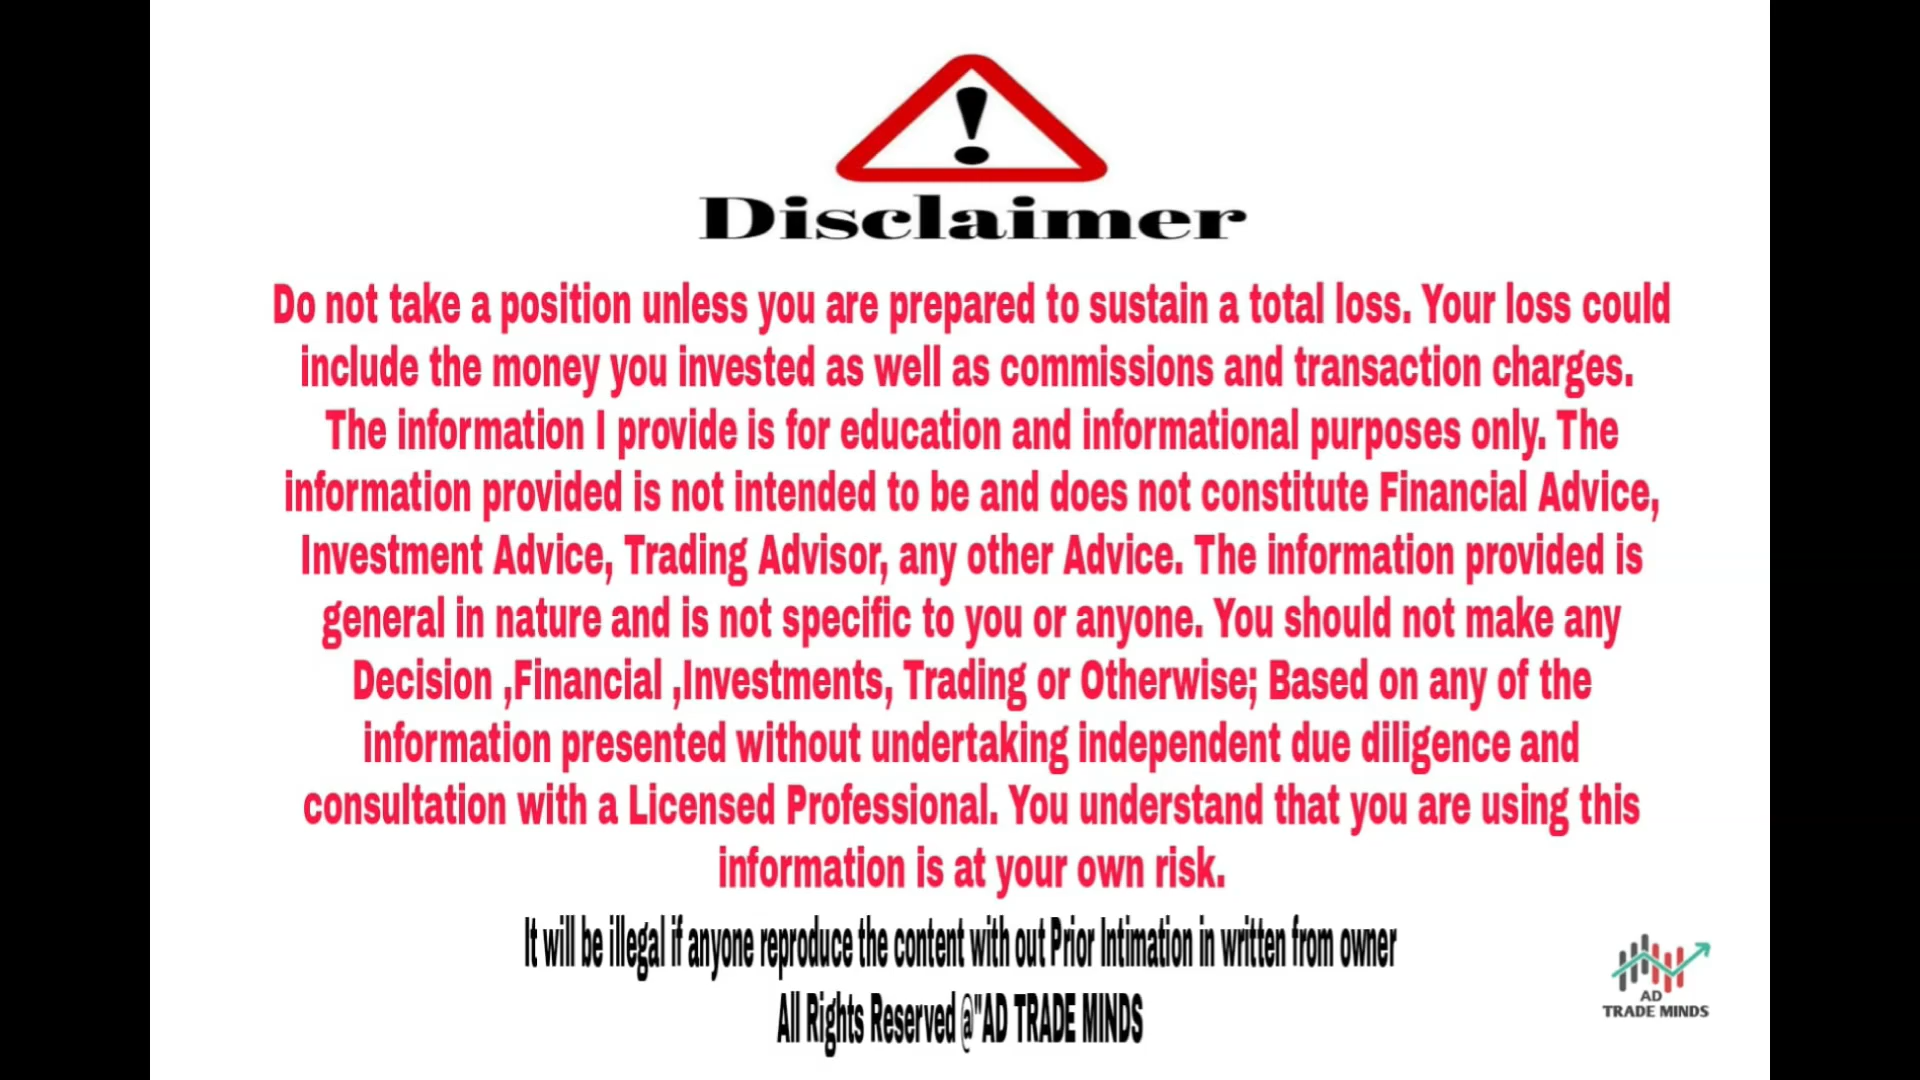 Disclaimer
Do not take a position unless you are prepared to sustain a total loss. Your loss could
include the money you invested as well as commissions and transaction charges.
The information I provide is for education and informational purposes only. The
information provided is not intended to be and does not constitute Financial Advice,
Investment Advice, Trading Advisor, any other Advice. The information provided is
general in nature and is not specific to you or anyone. You should not make any
Decision ,Financial ,Investments, Trading or Otherwise; Based on any of the
information presented without undertaking independent due diligence and
consultation with a Licensed Professional. You understand that you are using this
information is at your own risk.
It will be illegal if anyone reproduce the content with out Prior Intimation in written from owner
All Rights Reserved @"AD TRADE MINDS
AD
TRADE MINDS